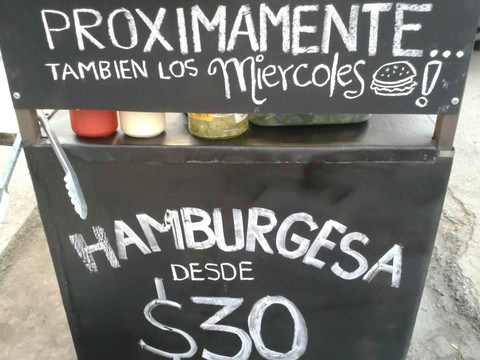 PROXIMAMENTE...
TAMBIEN LOS Miercoles !
HAMBURGESA
DESDE
$30